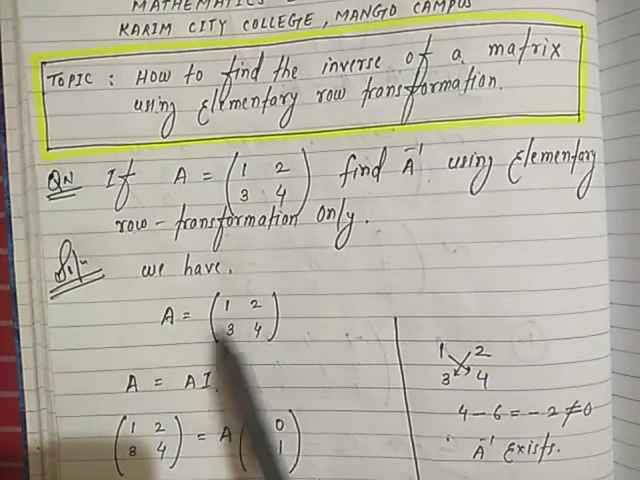 MATHEMATICS
KARIM CITY COLLEGE, MANGO CAMPUS
TOPIC : How to find the inverse of a matrix
using Elementary row transformation.
QN If A = (1 2
3 4) find A⁻¹ using Elementary
row-transformation only.
Sol:
we have,
A = (1 2
3 4)
A = AI
(1 2
3 4) = A ( 0
1)
1 2
3 4
4 - 6 = -2 ≠ 0
∴ A⁻¹ Exists.